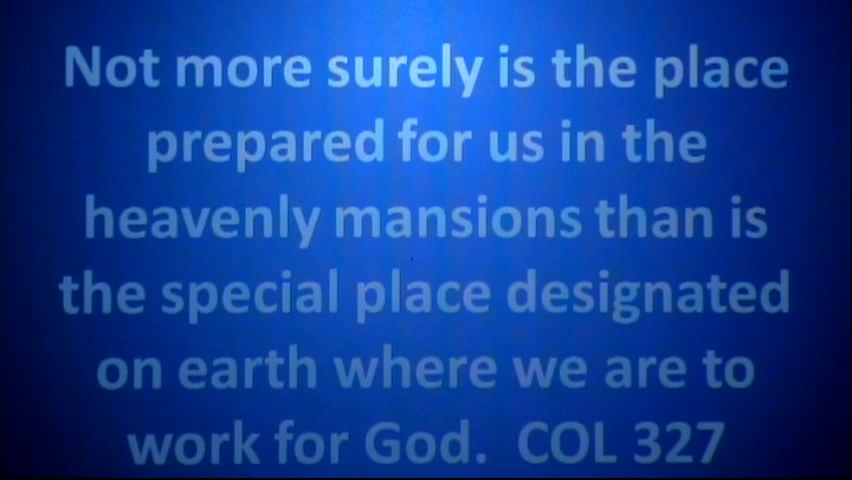 Not more surely is the place
prepared for us in the
heavenly mansions than is
the special place designated
on earth where we are to
work for God.  COL 327